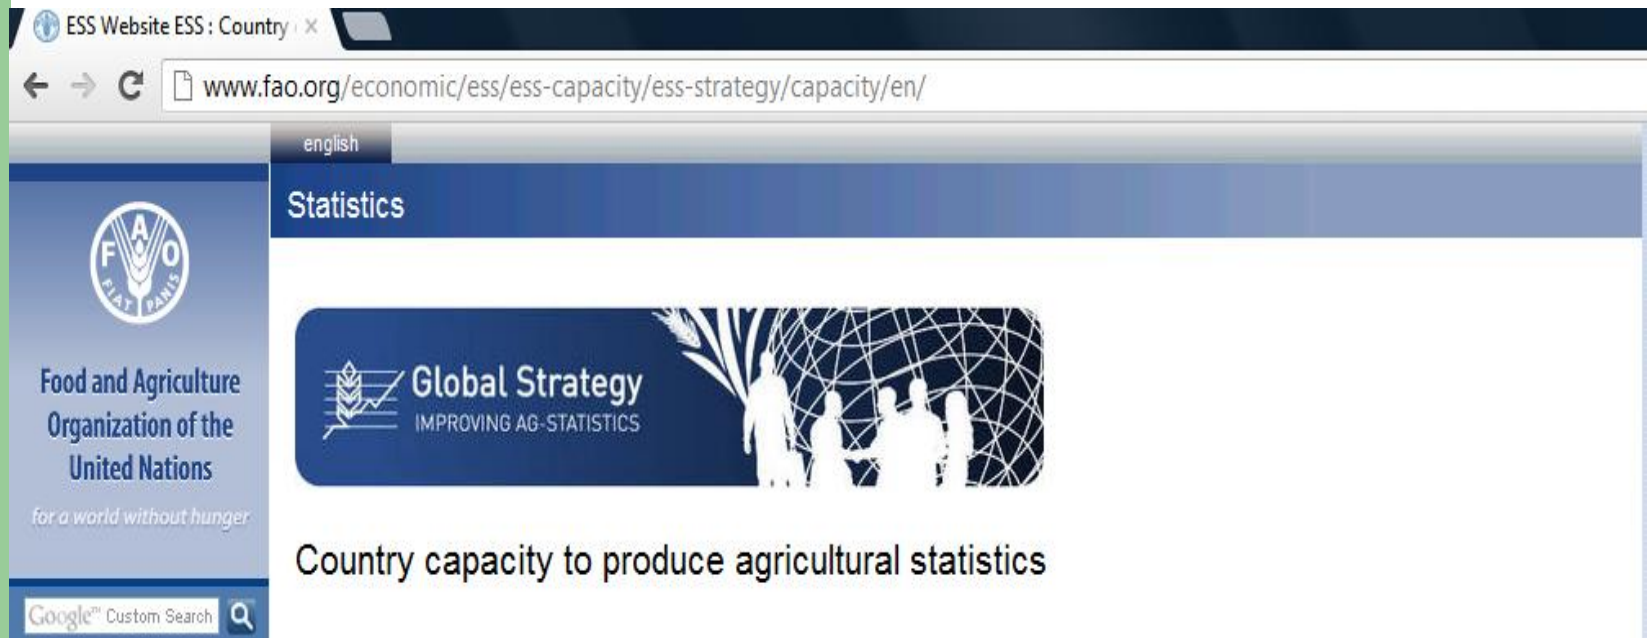 ESS Website ESS : Country
www.fao.org/economic/ess/ess-capacity/ess-strategy/capacity/en/
english
Statistics
F A O
FIAT PANIS
Food and Agriculture
Organization of the
United Nations
for a world without hunger
Global Strategy
IMPROVING AG-STATISTICS
Country capacity to produce agricultural statistics
Google™ Custom Search